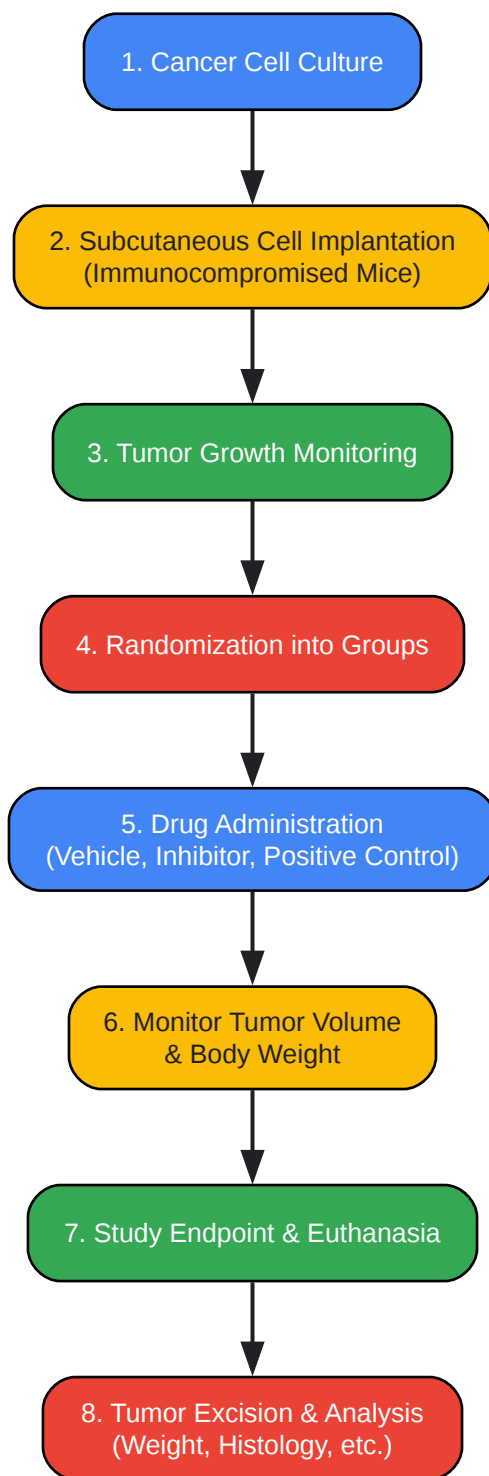 1. Cancer Cell Culture
2. Subcutaneous Cell Implantation
(Immunocompromised Mice)
3. Tumor Growth Monitoring
4. Randomization into Groups
5. Drug Administration
(Vehicle, Inhibitor, Positive Control)
6. Monitor Tumor Volume
& Body Weight
7. Study Endpoint & Euthanasia
8. Tumor Excision & Analysis
(Weight, Histology, etc.)